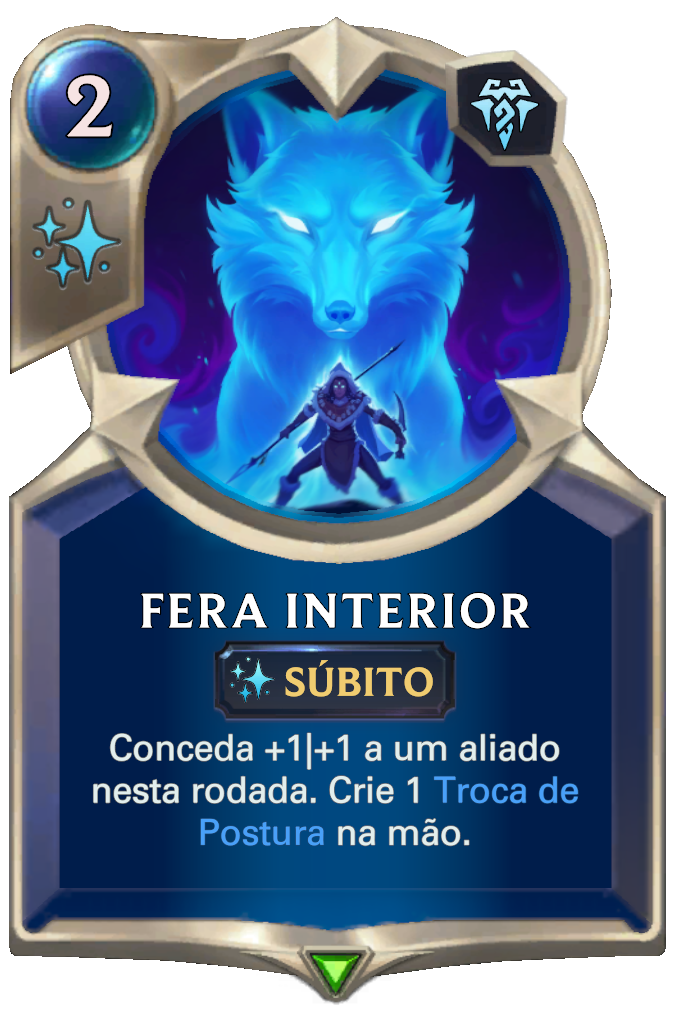 2
FERA INTERIOR
SÚBITO
Conceda +1|+1 a um aliado
nesta rodada. Crie 1 Troca de
Postura na mão.